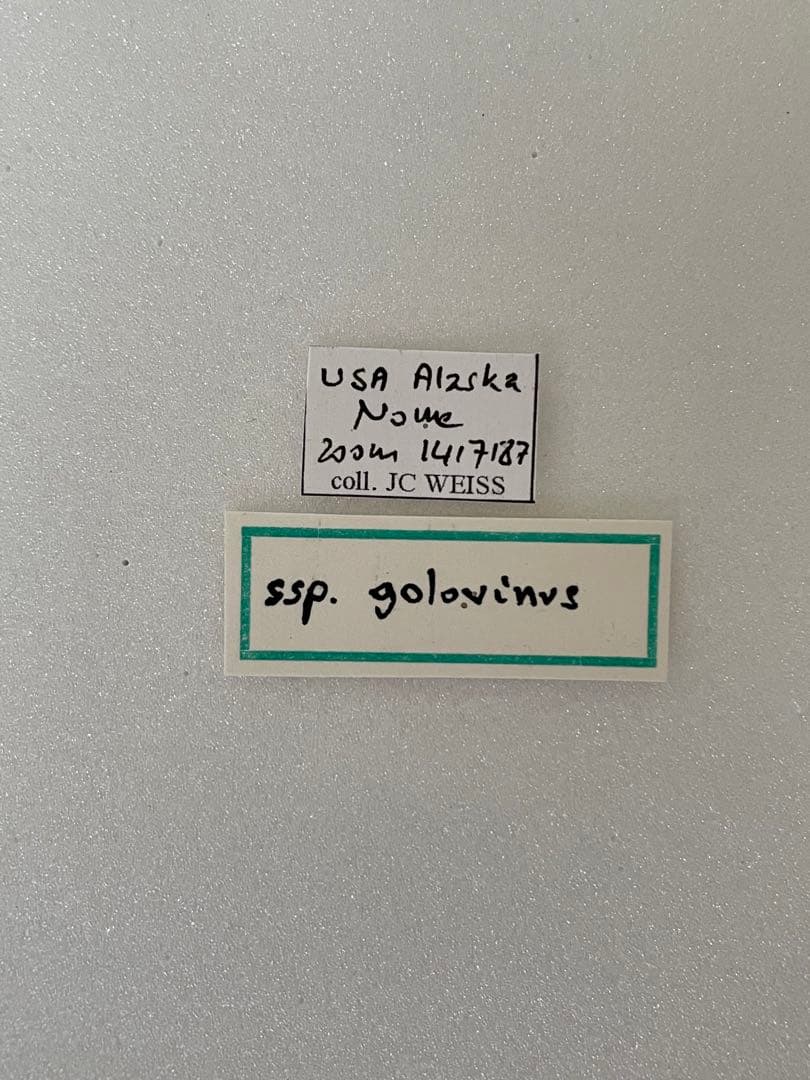 USA Alaska
Nome
200m 14/7/87
coll. JC WEISS
ssp. golovinus